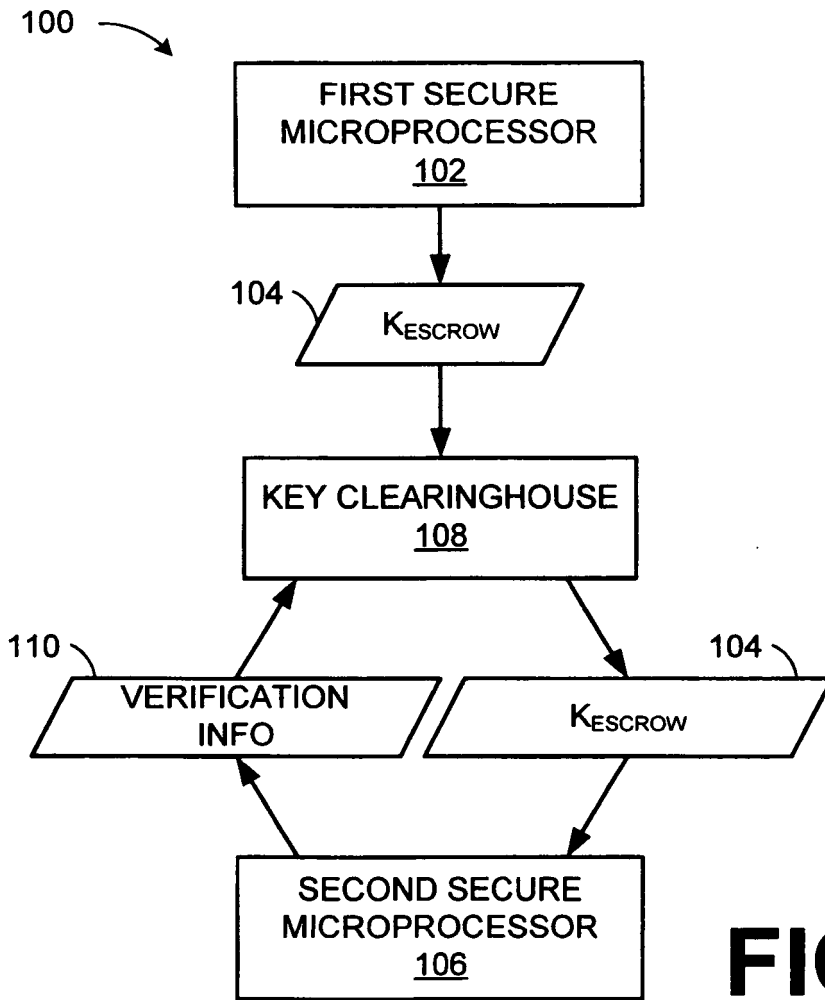 100
FIRST SECURE
MICROPROCESSOR
102
104
KESCROW
KEY CLEARINGHOUSE
108
110
VERIFICATION
INFO
104
KESCROW
SECOND SECURE
MICROPROCESSOR
106